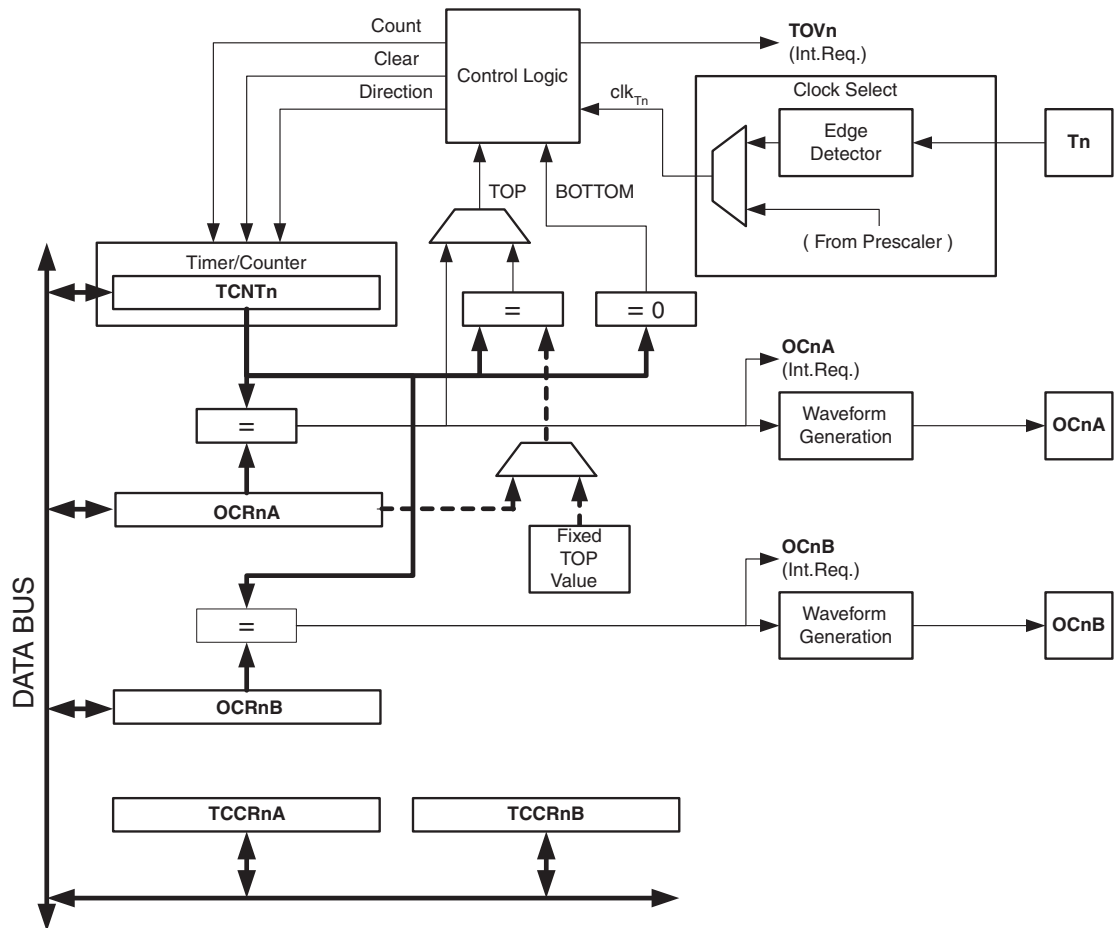 Count
Clear
Direction
Control Logic
TOVn
(Int.Req.)
Clock Select
clkTn
Edge
Detector
Tn
( From Prescaler )
TOP
BOTTOM
Timer/Counter
TCNTn
=
= 0
OCnA
(Int.Req.)
=
Waveform
Generation
OCnA
OCRnA
Fixed
TOP
Value
OCnB
(Int.Req.)
=
Waveform
Generation
OCnB
OCRnB
DATA BUS
TCCRnA
TCCRnB